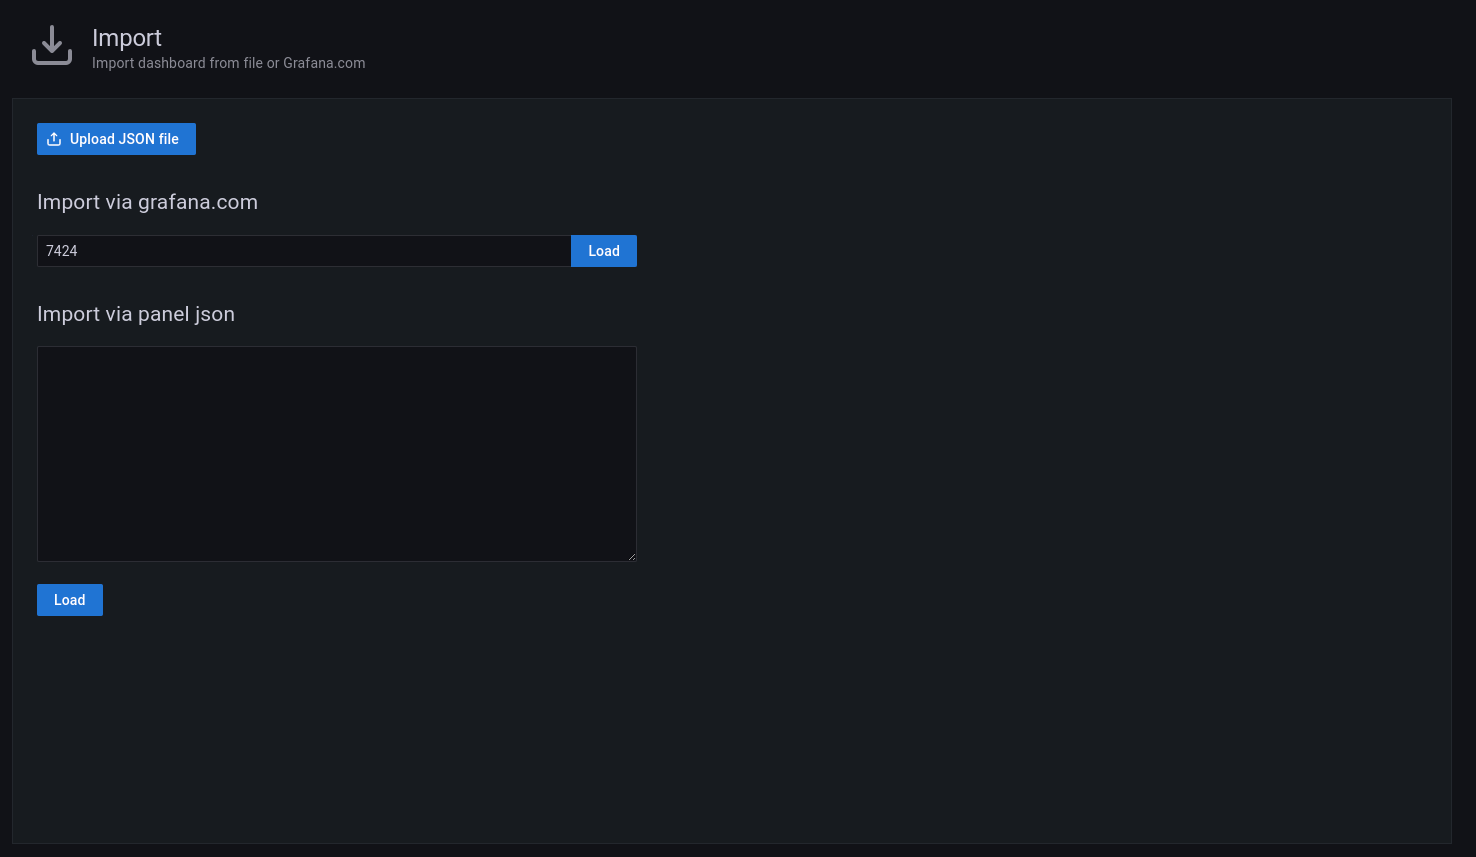 Import
Import dashboard from file or Grafana.com
Upload JSON file
Import via grafana.com
7424
Load
Import via panel json
Load